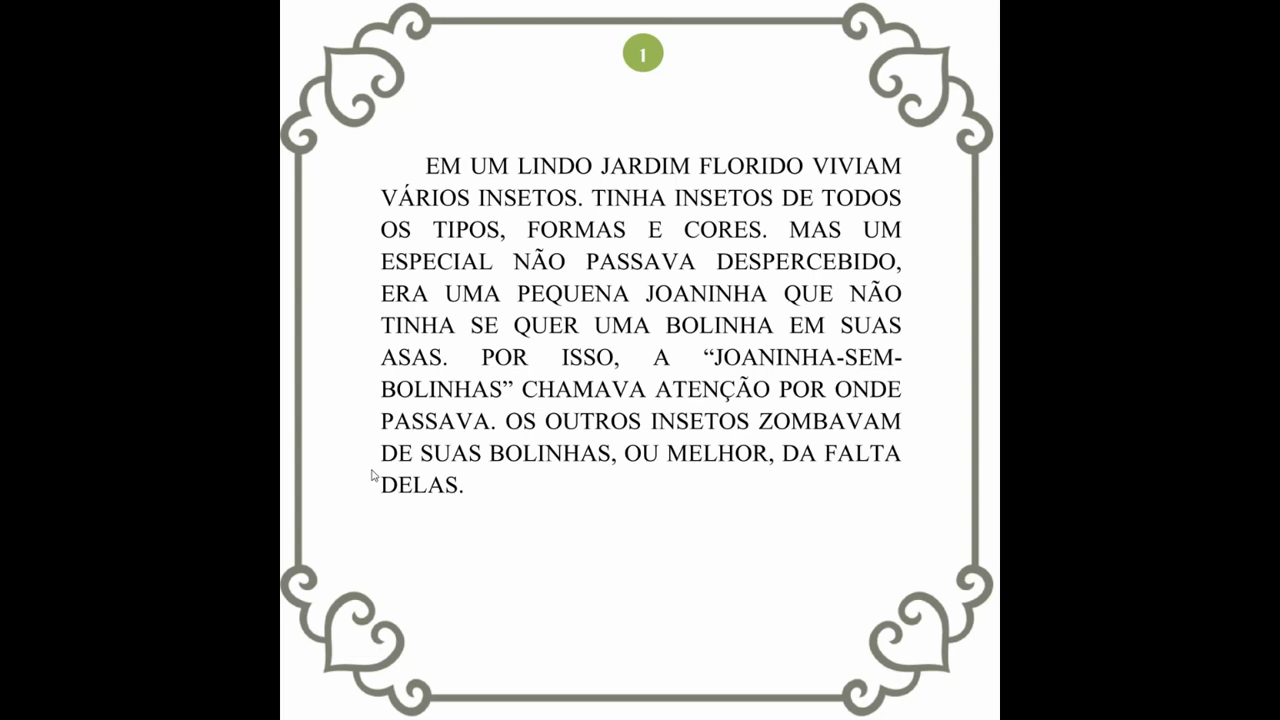 1
EM UM LINDO JARDIM FLORIDO VIVIAM
VÁRIOS INSETOS. TINHA INSETOS DE TODOS
OS TIPOS, FORMAS E CORES. MAS UM
ESPECIAL NÃO PASSAVA DESPERCEBIDO,
ERA UMA PEQUENA JOANINHA QUE NÃO
TINHA SE QUER UMA BOLINHA EM SUAS
ASAS. POR ISSO, A “JOANINHA-SEM-
BOLINHAS” CHAMAVA ATENÇÃO POR ONDE
PASSAVA. OS OUTROS INSETOS ZOMBAVAM
DE SUAS BOLINHAS, OU MELHOR, DA FALTA
DELAS.